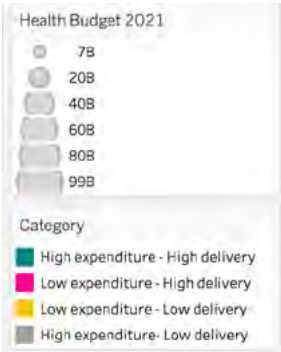 Health Budget 2021
7B
20B
40B
60B
80B
99B
Category
High expenditure - High delivery
Low expenditure - High delivery
Low expenditure - Low delivery
High expenditure- Low delivery